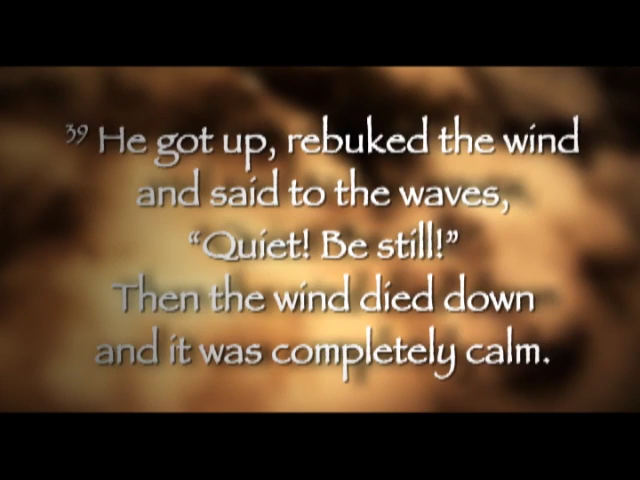 39 He got up, rebuked the wind
and said to the waves,
“Quiet! Be still!”
Then the wind died down
and it was completely calm.